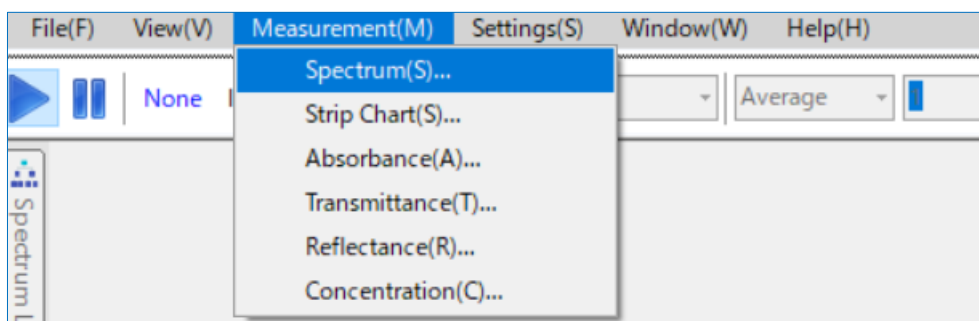 File(F) View(V) Measurement(M) Settings(S) Window(W) Help(H)
None
Average 1
Spectrum(S)...
Strip Chart(S)...
Absorbance(A)...
Transmittance(T)...
Reflectance(R)...
Concentration(C)...
Spectrum